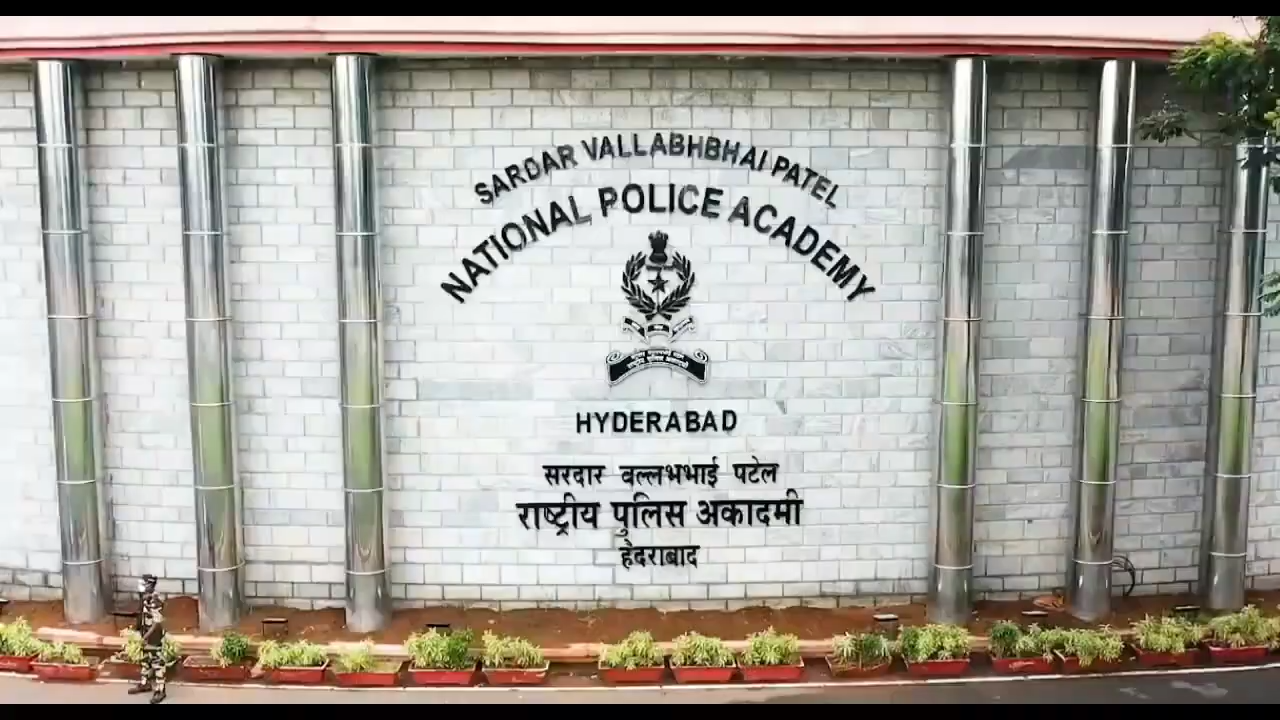 SARDAR VALLABHBHAI PATEL
NATIONAL POLICE ACADEMY
HYDERABAD
सरदार वल्लभभाई पटेल
राष्ट्रीय पुलिस अकादमी
हैदराबाद